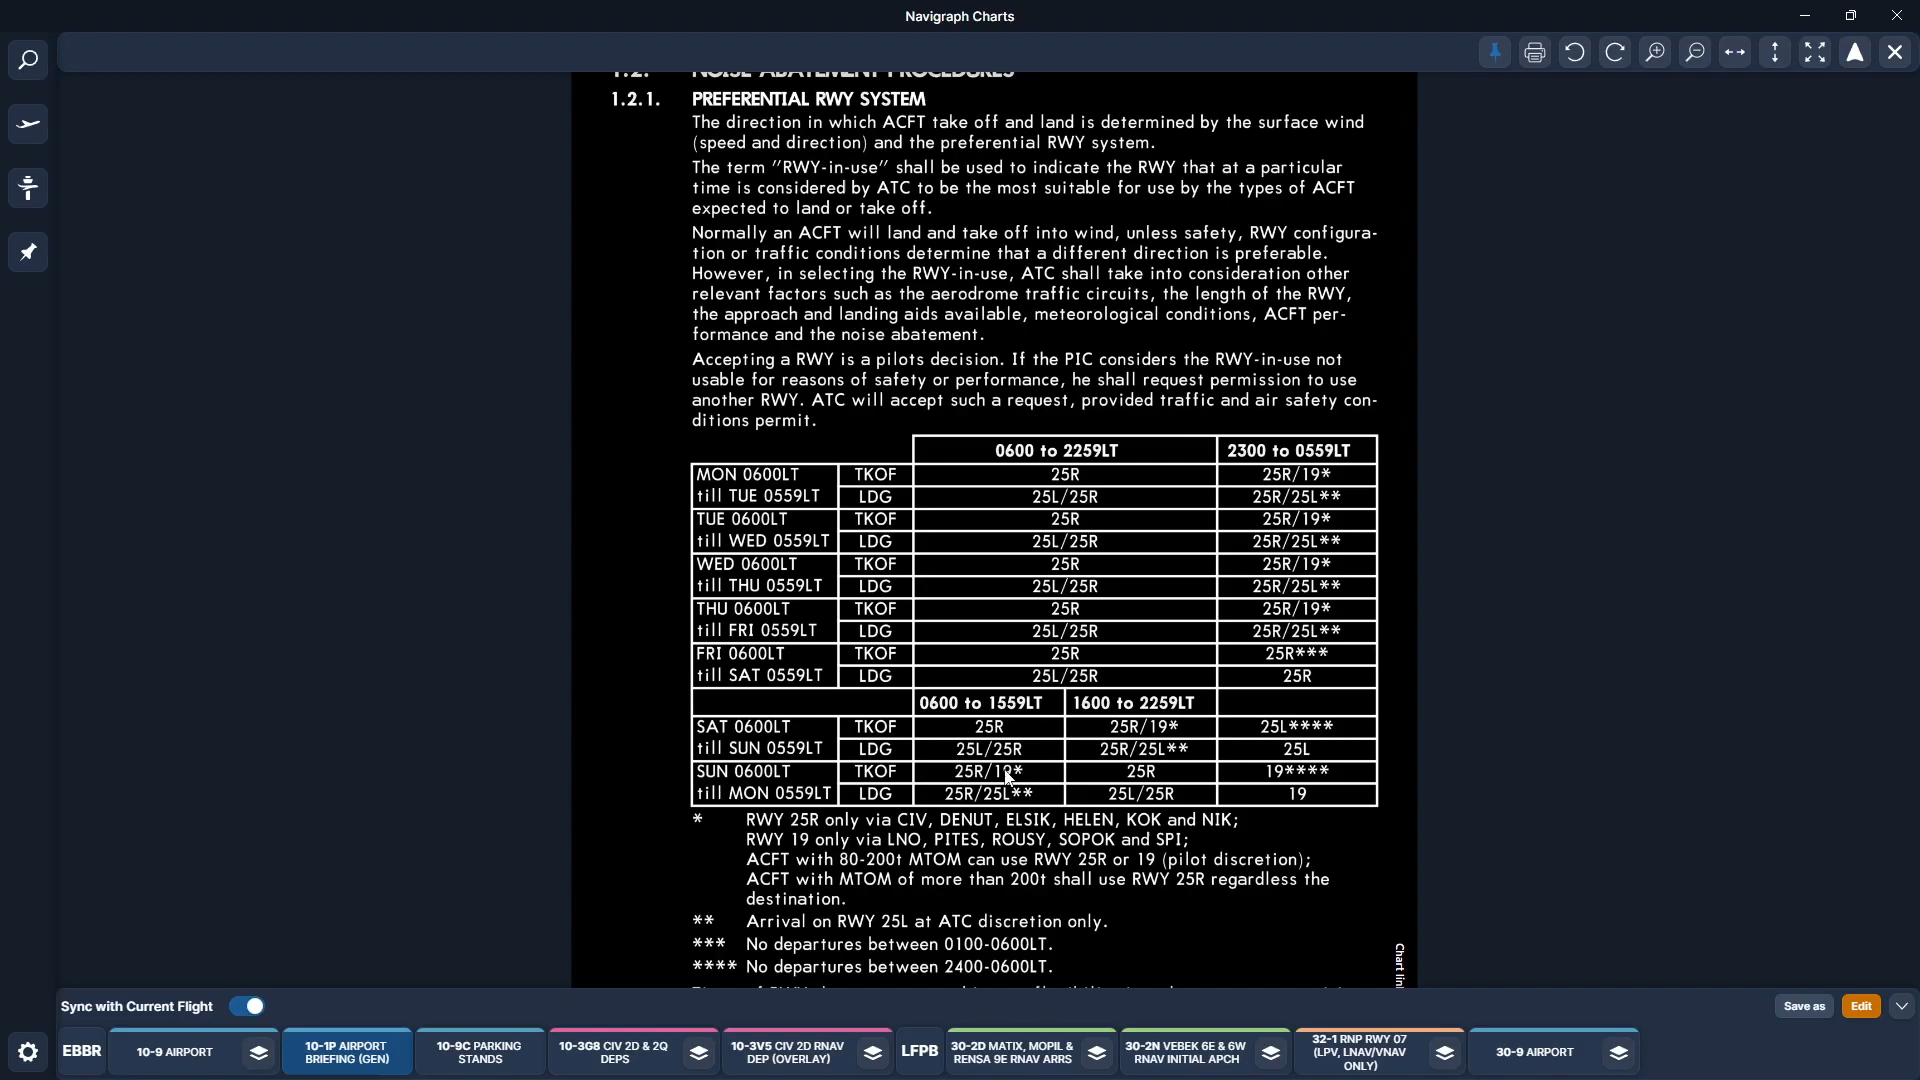 Navigraph Charts
1.2. NOISE ABATEMENT PROCEDURES
1.2.1. PREFERENTIAL RWY SYSTEM
The direction in which ACFT take off and land is determined by the surface wind
(speed and direction) and the preferential RWY system.
The term "RWY-in-use" shall be used to indicate the RWY that at a particular
time is considered by ATC to be the most suitable for use by the types of ACFT
expected to land or take off.
Normally an ACFT will land and take off into wind, unless safety, RWY configura-
tion or traffic conditions determine that a different direction is preferable.
However, in selecting the RWY-in-use, ATC shall take into consideration other
relevant factors such as the aerodrome traffic circuits, the length of the RWY,
the approach and landing aids available, meteorological conditions, ACFT per-
formance and the noise abatement.
Accepting a RWY is a pilots decision. If the PIC considers the RWY-in-use not
usable for reasons of safety or performance, he shall request permission to use
another RWY. ATC will accept such a request, provided traffic and air safety con-
ditions permit.
0600 to 2259LT 2300 to 0559LT
MON 0600LT TKOF 25R 25R/19*
till TUE 0559LT LDG 25L/25R 25R/25L**
TUE 0600LT TKOF 25R 25R/19*
till WED 0559LT LDG 25L/25R 25R/25L**
WED 0600LT TKOF 25R 25R/19*
till THU 0559LT LDG 25L/25R 25R/25L**
THU 0600LT TKOF 25R 25R/19*
till FRI 0559LT LDG 25L/25R 25R/25L**
FRI 0600LT TKOF 25R 25R***
till SAT 0559LT LDG 25L/25R 25R
0600 to 1559LT 1600 to 2259LT
SAT 0600LT TKOF 25R 25R/19* 25L****
till SUN 0559LT LDG 25L/25R 25R/25L** 25L
SUN 0600LT TKOF 25R/19* 25R 19****
till MON 0559LT LDG 25R/25L** 25L/25R 19
* RWY 25R only via CIV, DENUT, ELSIK, HELEN, KOK and NIK;
RWY 19 only via LNO, PITES, ROUSY, SOPOK and SPI;
ACFT with 80-200t MTOM can use RWY 25R or 19 (pilot discretion);
ACFT with MTOM of more than 200t shall use RWY 25R regardless the
destination.
** Arrival on RWY 25L at ATC discretion only.
*** No departures between 0100-0600LT.
**** No departures between 2400-0600LT.
Chart
Sync with Current Flight
Save as
Edit
EBBR
10-9 AIRPORT
10-1P AIRPORT
BRIEFING (GEN)
10-9C PARKING
STANDS
10-3G8 CIV 2D & 2Q
DEPS
10-3V5 CIV 2D RNAV
DEP (OVERLAY)
LFPB
30-2D MATIX, MOPIL &
RENSA 9E RNAV ARRS
30-2N VEBEK 6E & 6W
RNAV INITIAL APCH
32-1 RNP RWY 07
(LPV, LNAV/VNAV
ONLY)
30-9 AIRPORT